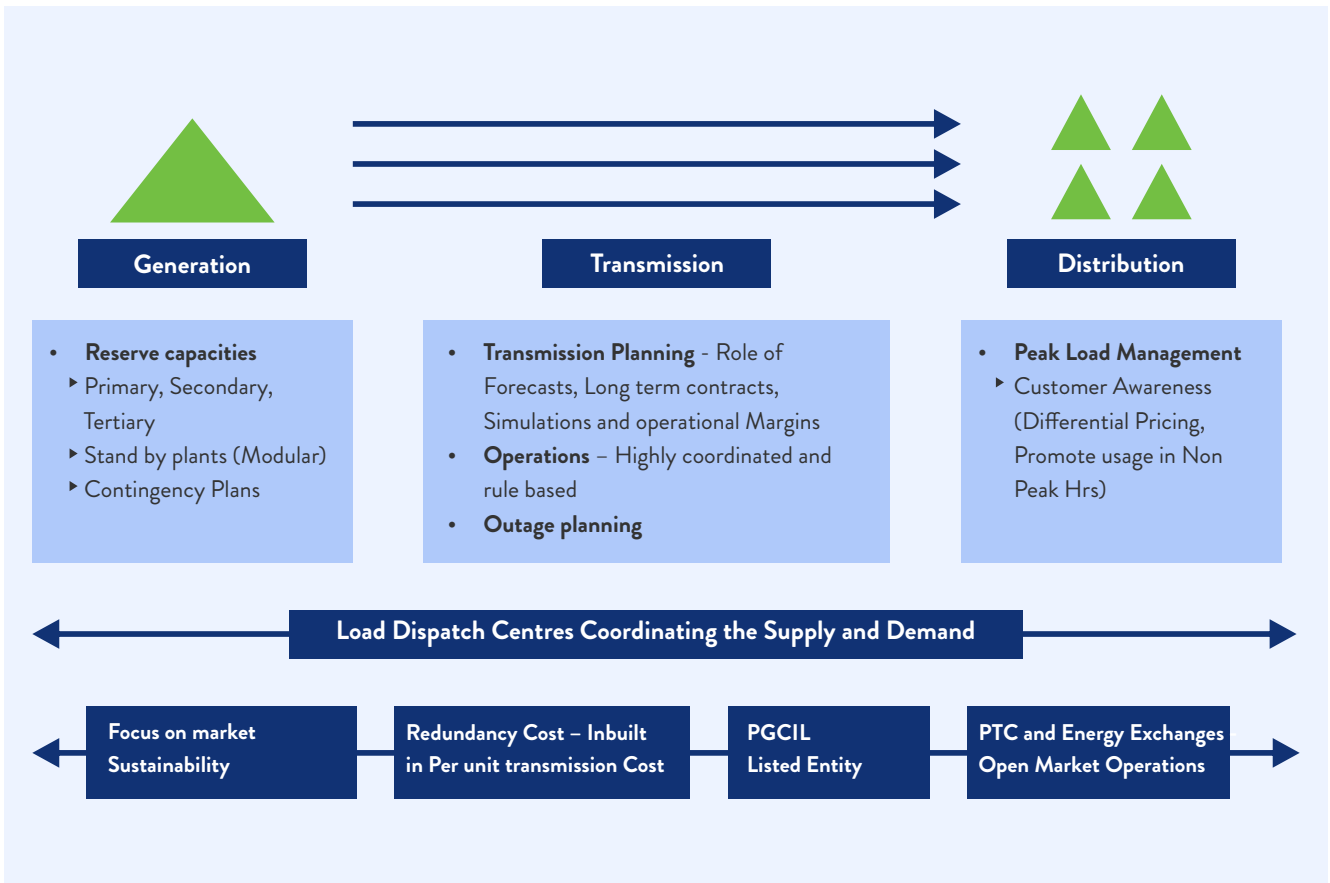 Generation
Transmission
Distribution
• Reserve capacities
‣ Primary, Secondary,
Tertiary
‣ Stand by plants (Modular)
‣ Contingency Plans
• Transmission Planning - Role of
Forecasts, Long term contracts,
Simulations and operational Margins
• Operations – Highly coordinated and
rule based
• Outage planning
• Peak Load Management
‣ Customer Awareness
(Differential Pricing,
Promote usage in Non
Peak Hrs)
Load Dispatch Centres Coordinating the Supply and Demand
Focus on market
Sustainability
Redundancy Cost – Inbuilt
in Per unit transmission Cost
PGCIL
Listed Entity
PTC and Energy Exchanges -
Open Market Operations